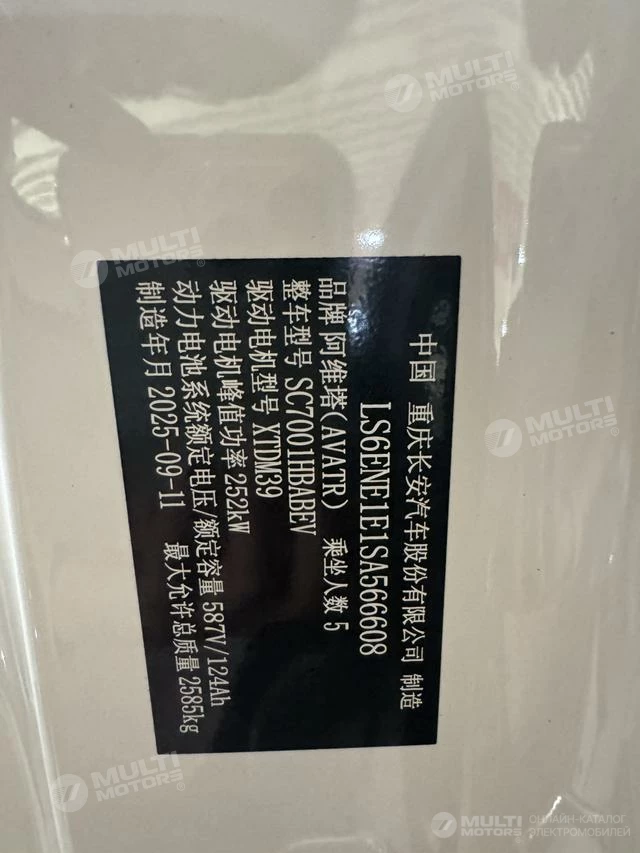 中国 重庆长安汽车股份有限公司 制造
LS6ENE1E1SA566608
品牌 阿维塔(AVATR) 乘坐人数 5
整车型号 SC7001HBABEV
驱动电机型号 XTDM39
驱动电机峰值功率 252kW
动力电池系统额定电压/额定容量 587V/124Ah
制造年月 2025-09-11 最大允许总质量 2585kg
MULTI MOTORS®
MULTI MOTORS®
MULTI MOTORS®
MULTI MOTORS®
MULTI MOTORS ОНЛАЙН-КАТАЛОГ ЭЛЕКТРОМОБИЛЕЙ